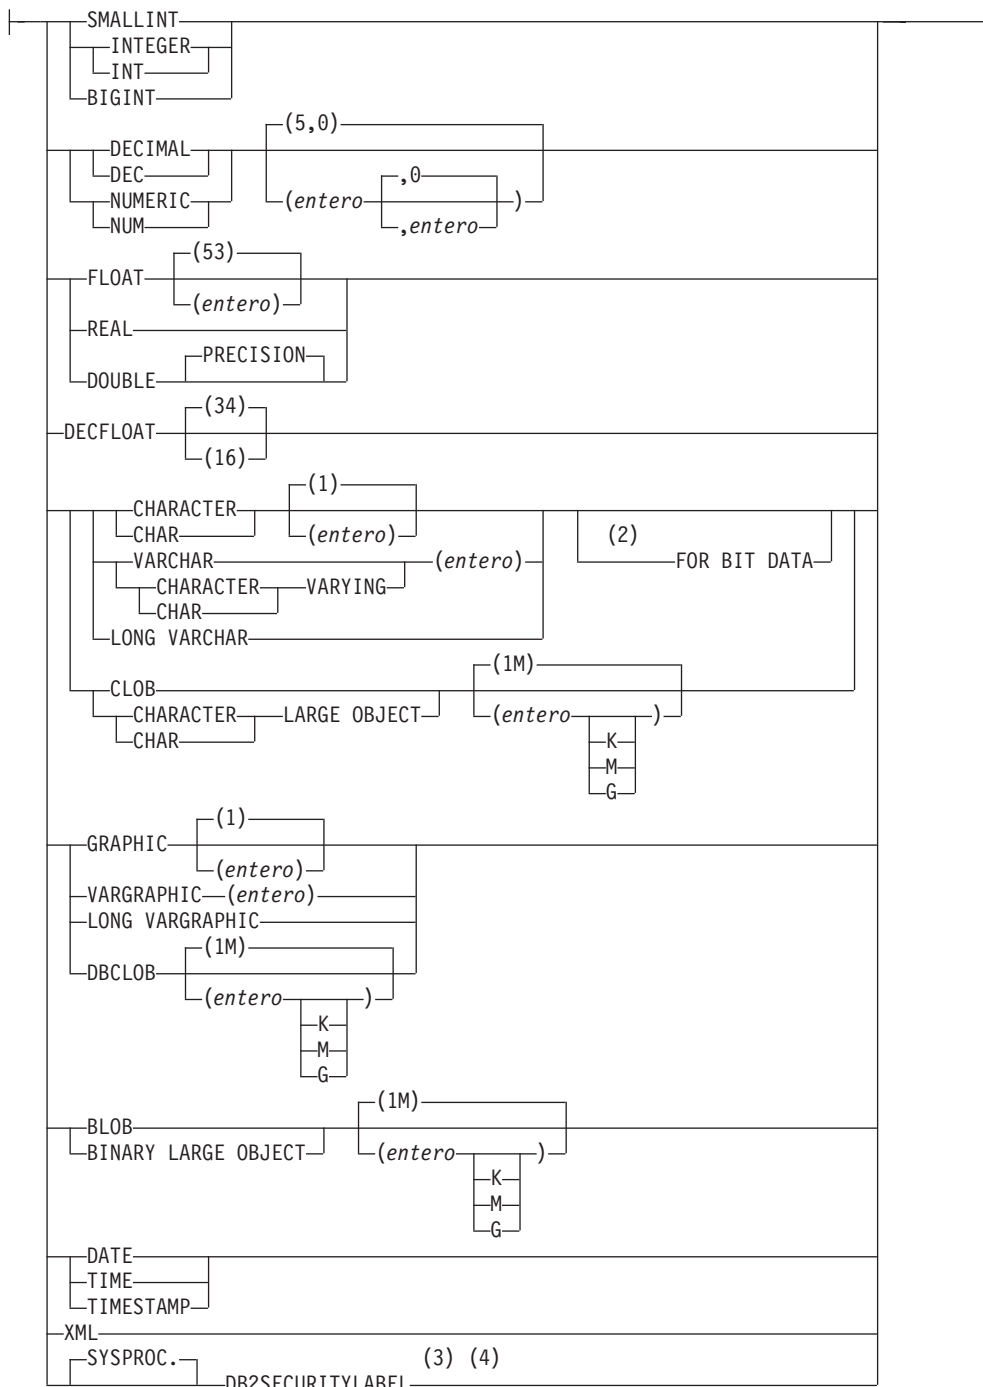 SMALLINT
INTEGER
INT
BIGINT
(5,0)
DECIMAL
DEC
,0
NUMERIC
(entero
)
NUM
,entero
(53)
FLOAT
(entero)
REAL
PRECISION
DOUBLE
(34)
DECFLOAT
(16)
(1)
CHARACTER
CHAR
(entero)
(2)
VARCHAR
(entero)
FOR BIT DATA
CHARACTER
VARYING
CHAR
LONG VARCHAR
(1M)
CLOB
CHARACTER
LARGE OBJECT
(entero
)
CHAR
K
M
G
(1)
GRAPHIC
(entero)
VARGRAPHIC
(entero)
LONG VARGRAPHIC
(1M)
DBCLOB
(entero
)
K
M
G
(1M)
BLOB
BINARY LARGE OBJECT
(entero
)
K
M
G
DATE
TIME
TIMESTAMP
XML
SYSPROC.
(3) (4)
DB2SECURITYLABEL